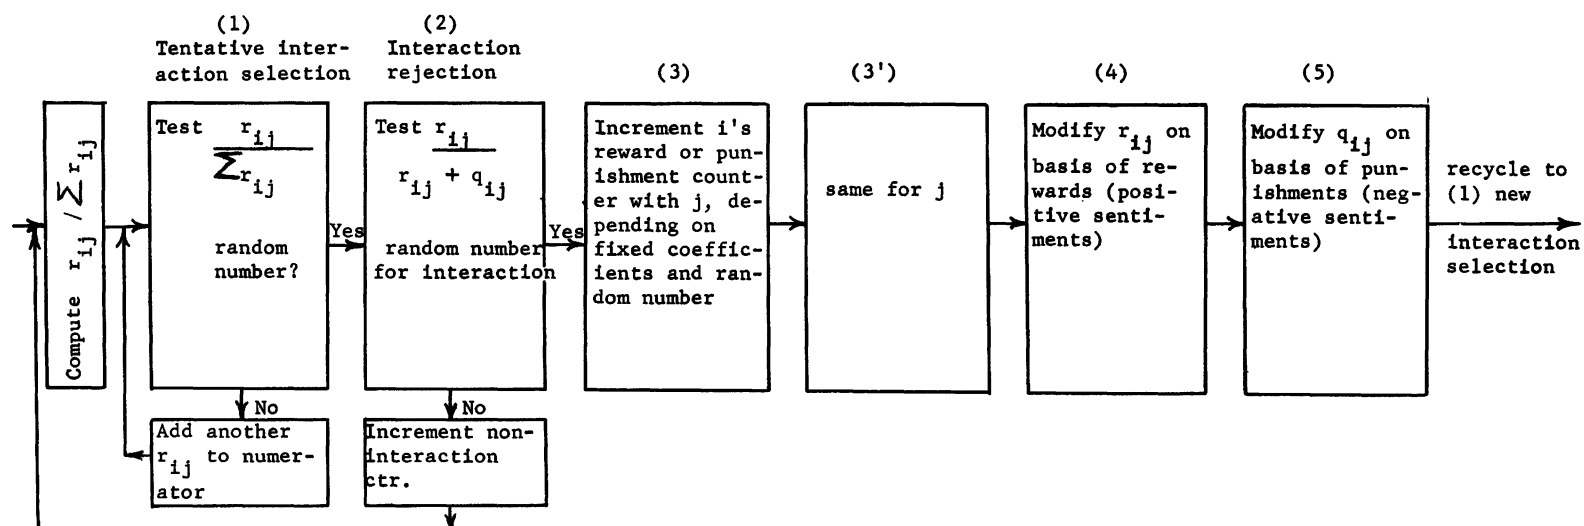 (1)
Tentative inter-
action selection
(2)
Interaction
rejection
(3)
(3')
(4)
(5)
Compute r_ij / ∑ r_ij
Test r_ij
∑r_ij
random
number?
Yes
No
Add another
r_ij to numer-
ator
Test r_ij
r_ij + q_ij
random number
for interaction
Yes
No
Increment non-
interaction
ctr.
Increment i's
reward or pun-
ishment count-
er with j, de-
pending on
fixed coeffic-
ients and ran-
dom number
same for j
Modify r_ij on
basis of re-
wards (posi-
tive senti-
ments)
Modify q_ij on
basis of pun-
ishments (neg-
ative senti-
ments)
recycle to
(1) new
interaction
selection